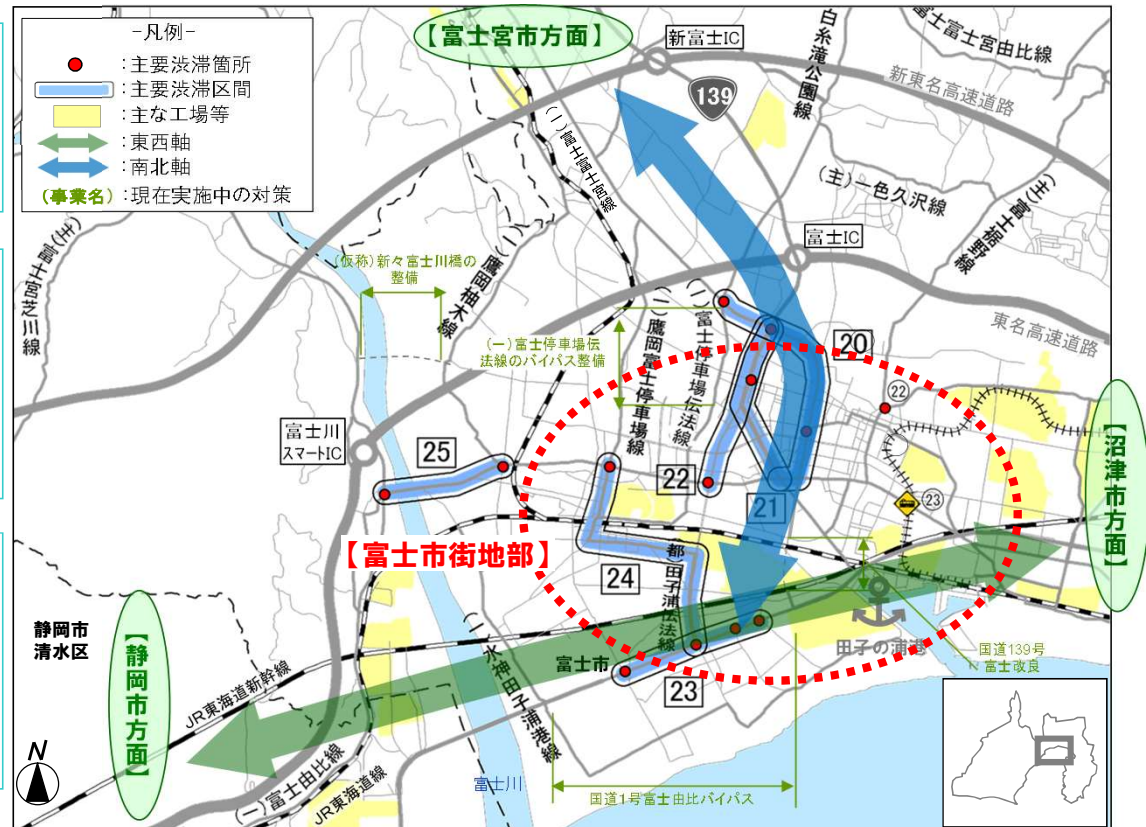 -凡例-
：主要渋滞箇所
：主要渋滞区間
：主な工場等
：東西軸
：南北軸
(事業名)：現在実施中の対策
【富士宮市方面】
新富士IC
139
白糸滝公園線
富士富士宮由比線
新東名高速道路
(一)富士富士宮線
(主)一色久沢線
(主)富士裾野線
富士IC
東名高速道路
(主)富士宮芝川線
(仮称)新々富士川橋の
整備
(一)鷹岡柚木線
(一)富士停車場伝
法線のバイパス整備
(一)鷹岡富士停車場線
(一)富士停車場伝法線
20
22
富士川
スマートIC
25
22
21
23
【沼津市方面】
【富士市街地部】
24
(都)田子浦伝法線
田子の浦港
国道139号
富士改良
静岡市
清水区
【静岡市方面】
JR東海道新幹線
(一)水神田子浦港線
富士市
23
N
(一)富士由比線
JR東海道線
富士川
国道1号富士由比バイパス